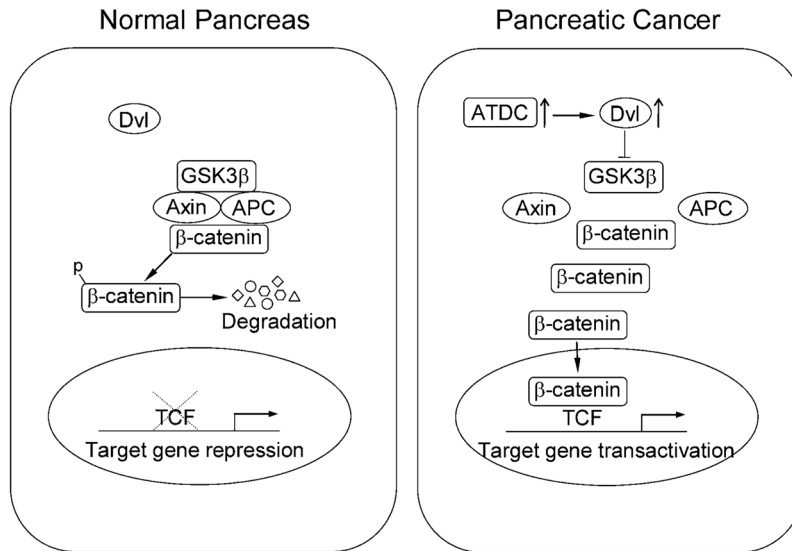 Normal Pancreas
Dvl
GSK3β
Axin APC
β-catenin
p
β-catenin
Degradation
TCF
Target gene repression
Pancreatic Cancer
ATDC Dvl
GSK3β
Axin APC
β-catenin
β-catenin
β-catenin
β-catenin
TCF
Target gene transactivation